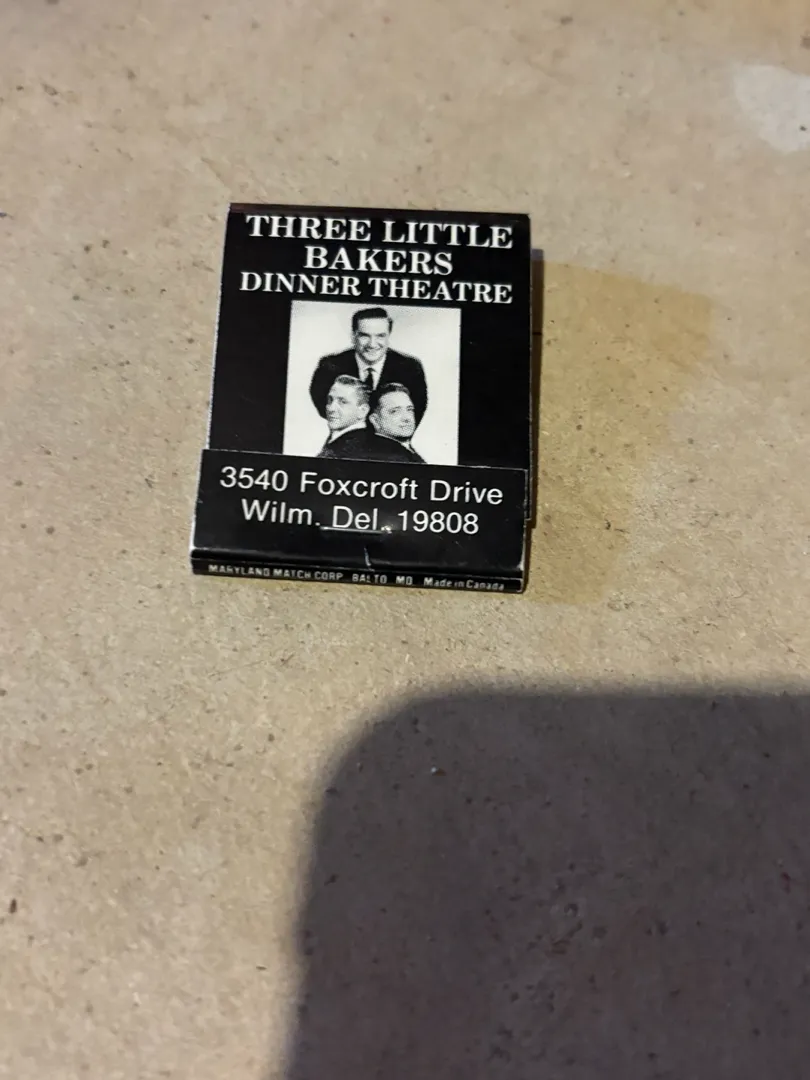 THREE LITTLE
BAKERS
DINNER THEATRE
3540 Foxcroft Drive
Wilm. Del. 19808
MARYLAND MATCH CORP. BALTO. MD. Made in Canada